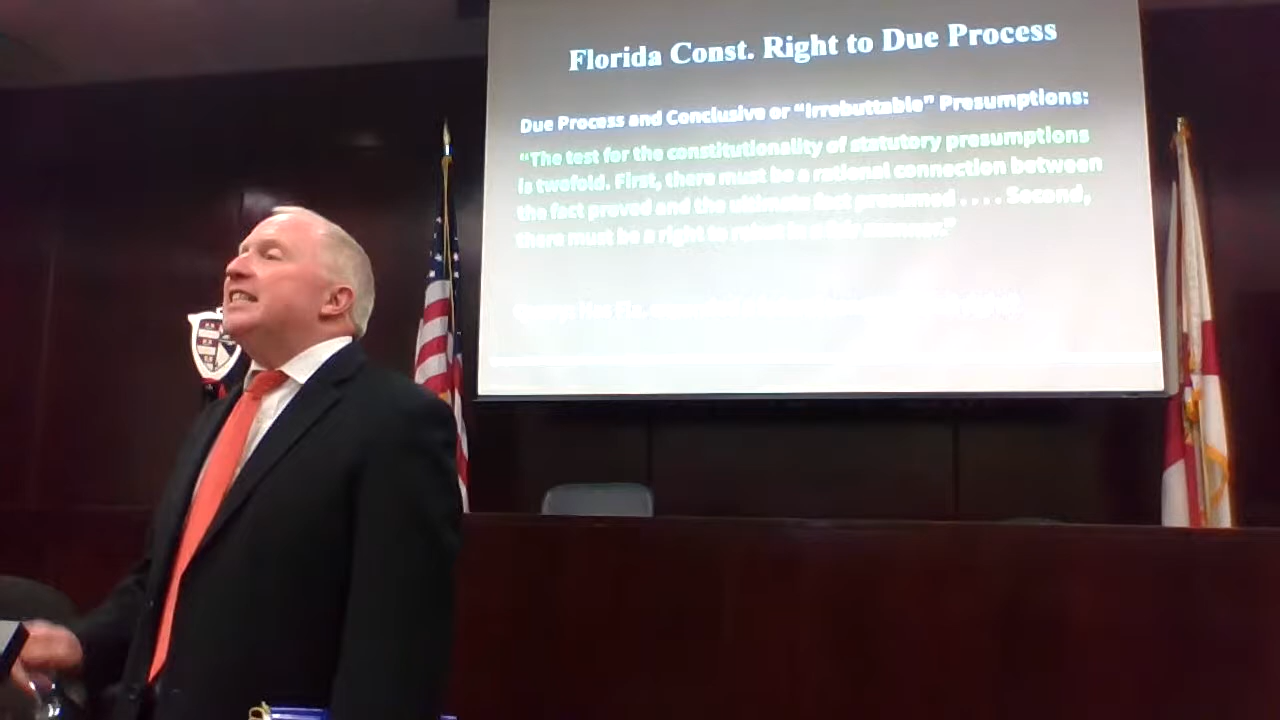 Florida Const. Right to Due Process
Due Process and Conclusive or “Irrebuttable” Presumptions:
“The test for the constitutionality of statutory presumptions
is twofold. First, there must be a rational connection between
the fact proved and the ultimate fact presumed . . . . Second,
there must be a right to rebut in a fair manner.”